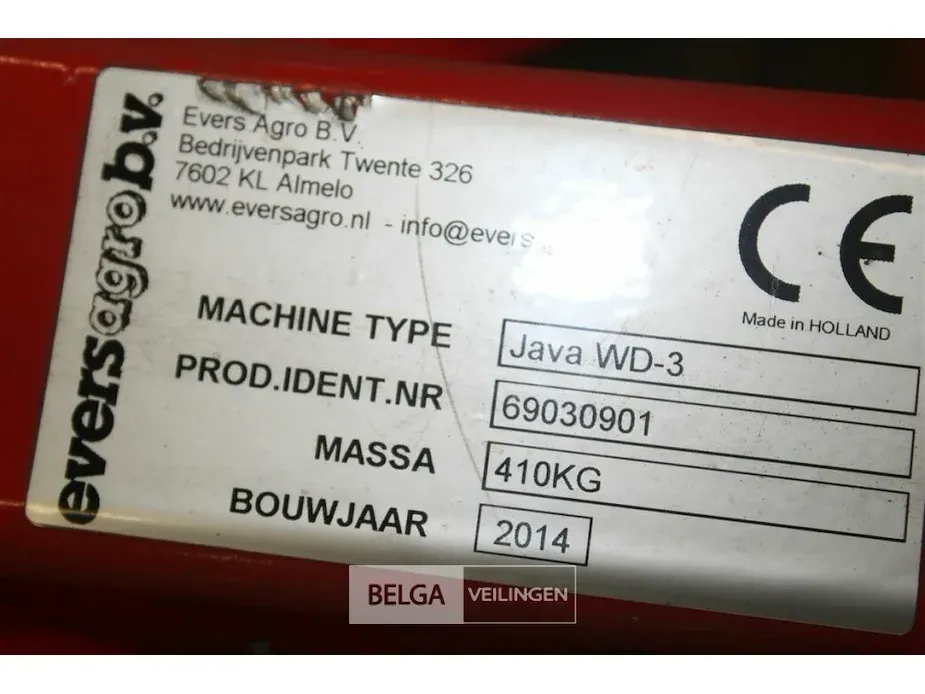 eversagro b.v.
Evers Agro B.V.
Bedrijvenpark Twente 326
7602 KL Almelo
www.eversagro.nl - info@evers
CE
Made in HOLLAND
MACHINE TYPE Java WD-3
PROD.IDENT.NR 69030901
MASSA 410KG
BOUWJAAR 2014
BELGA VEILINGEN